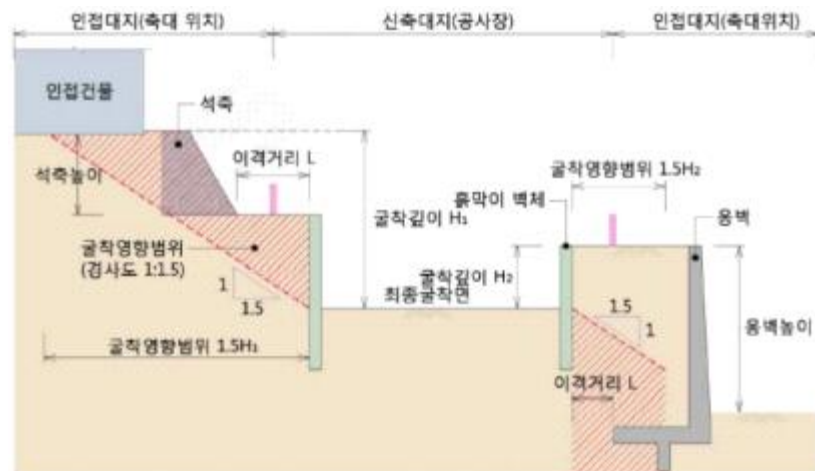 인접대지(축대 위치)
신축대지(공사장)
인접대지(축대위치)
인접건물
석축
이격거리 L
석축높이
굴착영향범위
(경사도 1:1.5)
1
1.5
굴착영향범위 1.5H₁
굴착깊이 H₁
흙막이 벽체
굴착깊이 H₂
최종굴착면
굴착영향범위 1.5H₂
옹벽
1.5
1
이격거리 L
옹벽높이